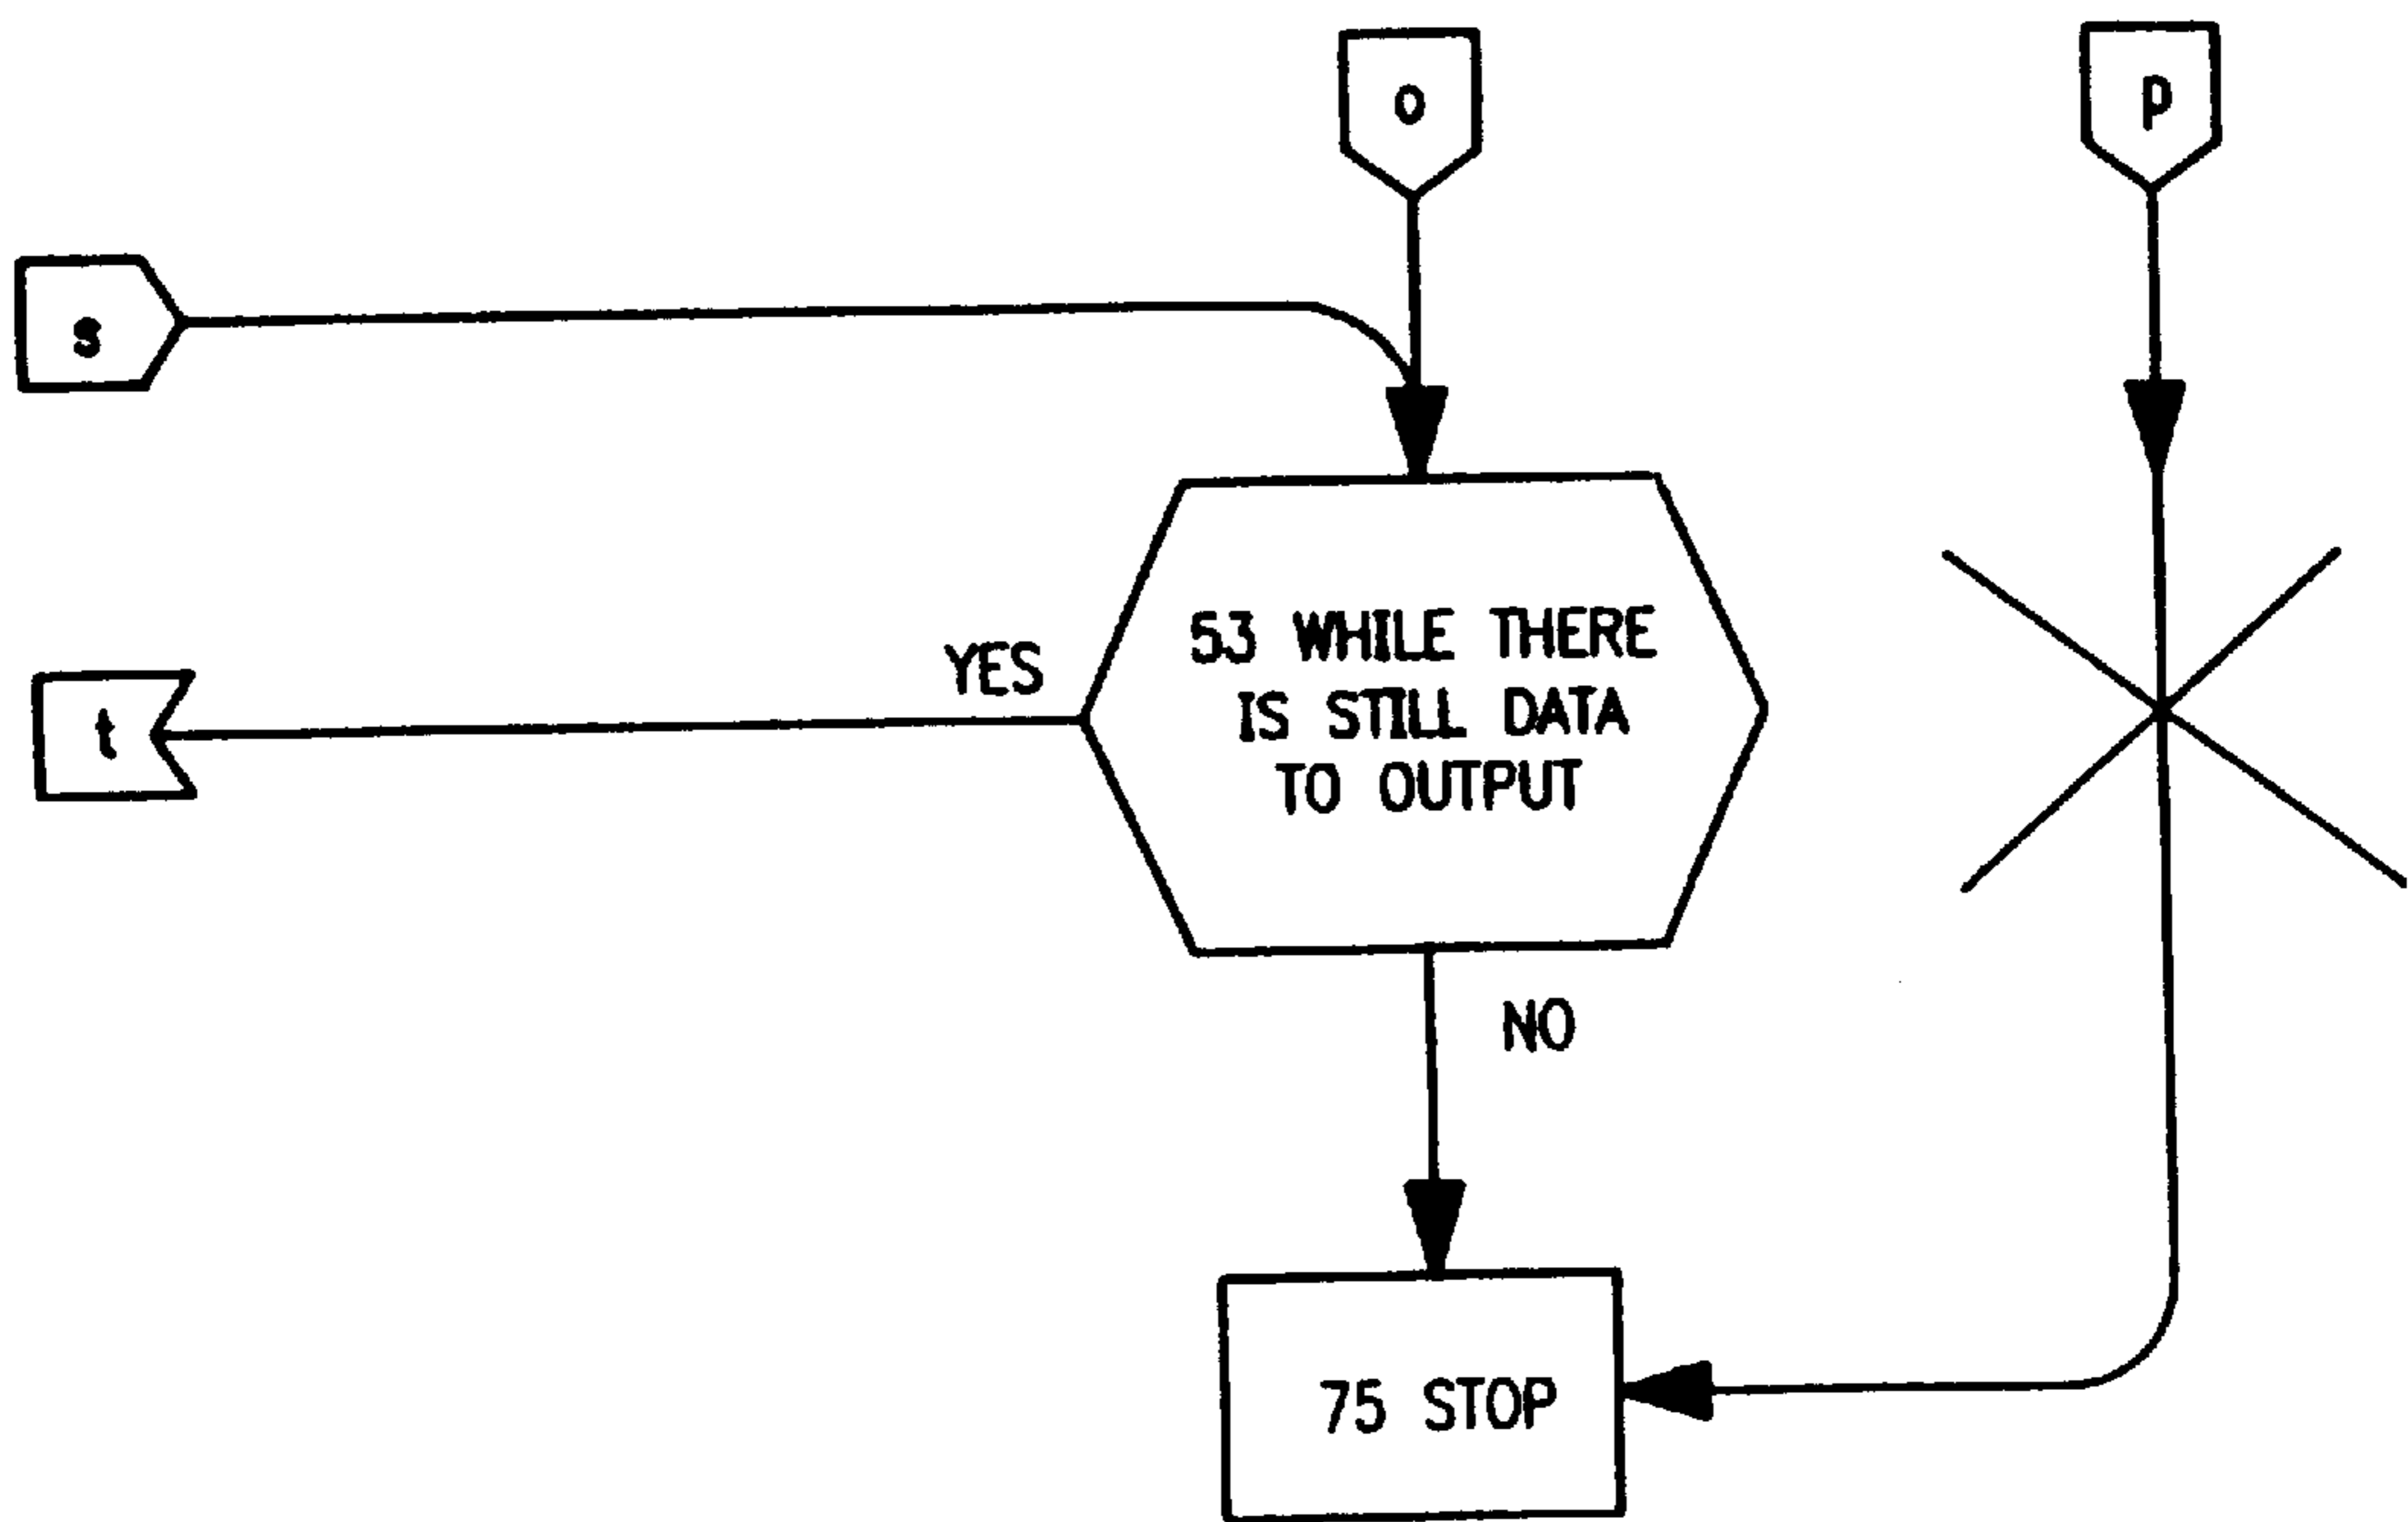 o
p
s
YES
t
53 WHILE THERE
IS STILL DATA
TO OUTPUT
NO
75 STOP